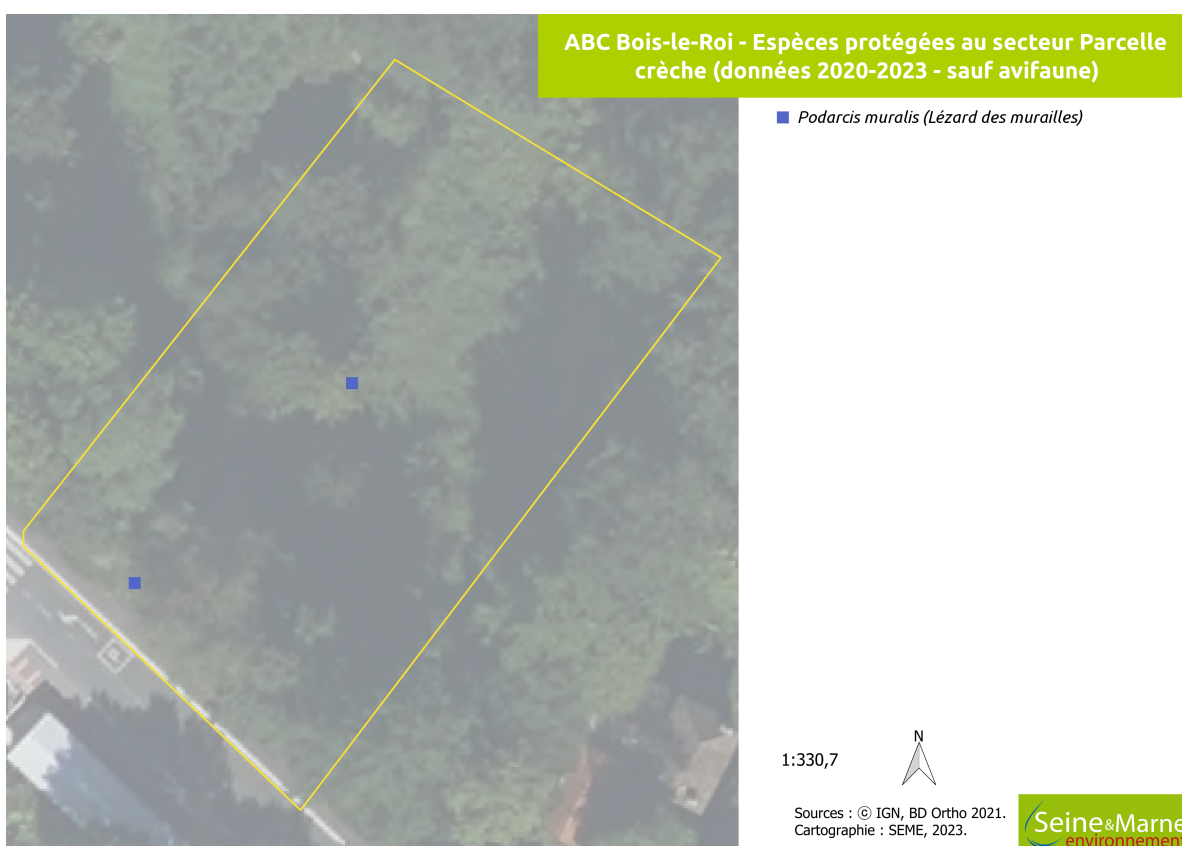 ABC Bois-le-Roi - Espèces protégées au secteur Parcelle
crèche (données 2020-2023 - sauf avifaune)
Podarcis muralis (Lézard des murailles)
N
1:330,7
Sources : © IGN, BD Ortho 2021.
Cartographie : SEME, 2023.
Seine&Marne
environnement